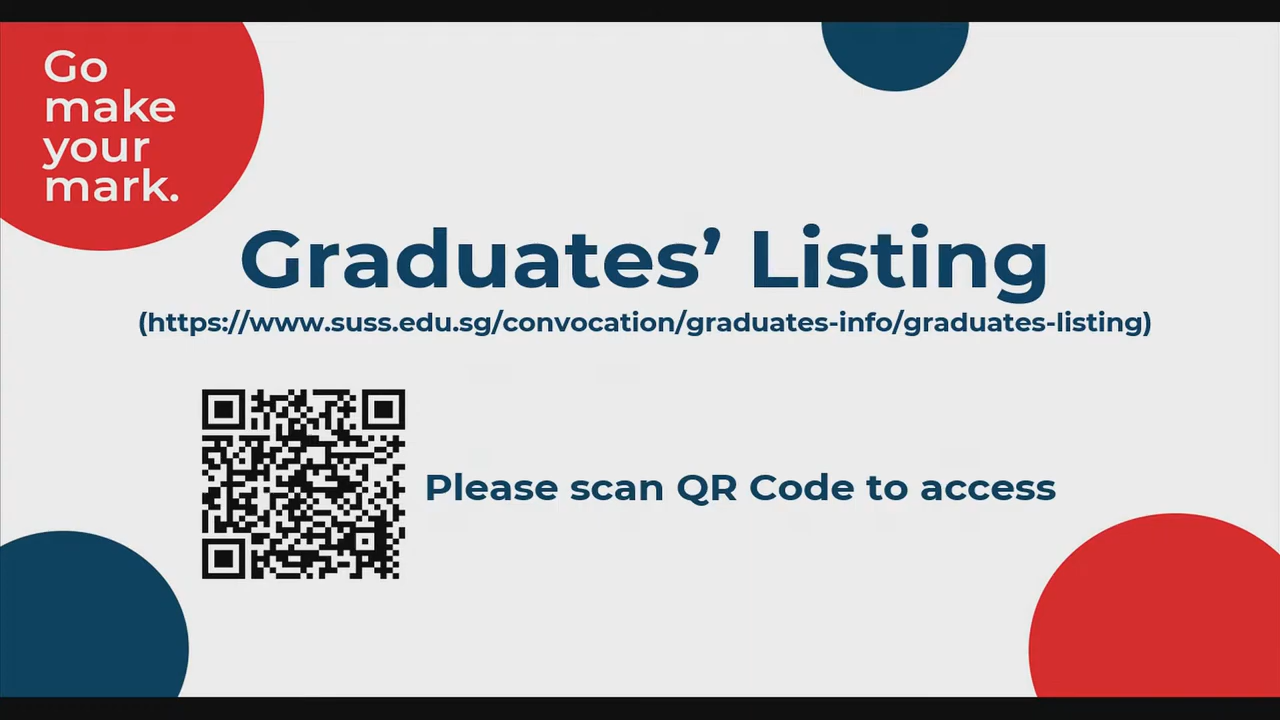 Go
make
your
mark.
Graduates’ Listing
(https://www.suss.edu.sg/convocation/graduates-info/graduates-listing)
Please scan QR Code to access